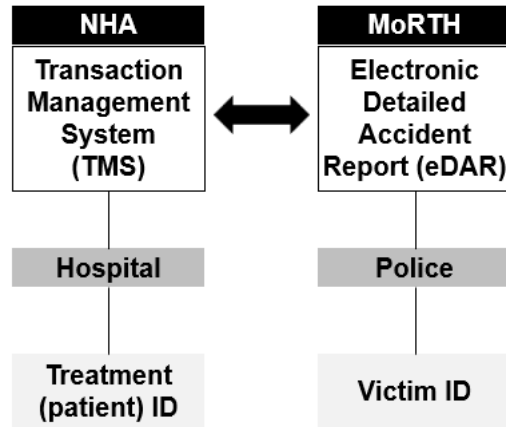 NHA
Transaction
Management
System
(TMS)
Hospital
Treatment
(patient) ID
MoRTH
Electronic
Detailed
Accident
Report (eDAR)
Police
Victim ID